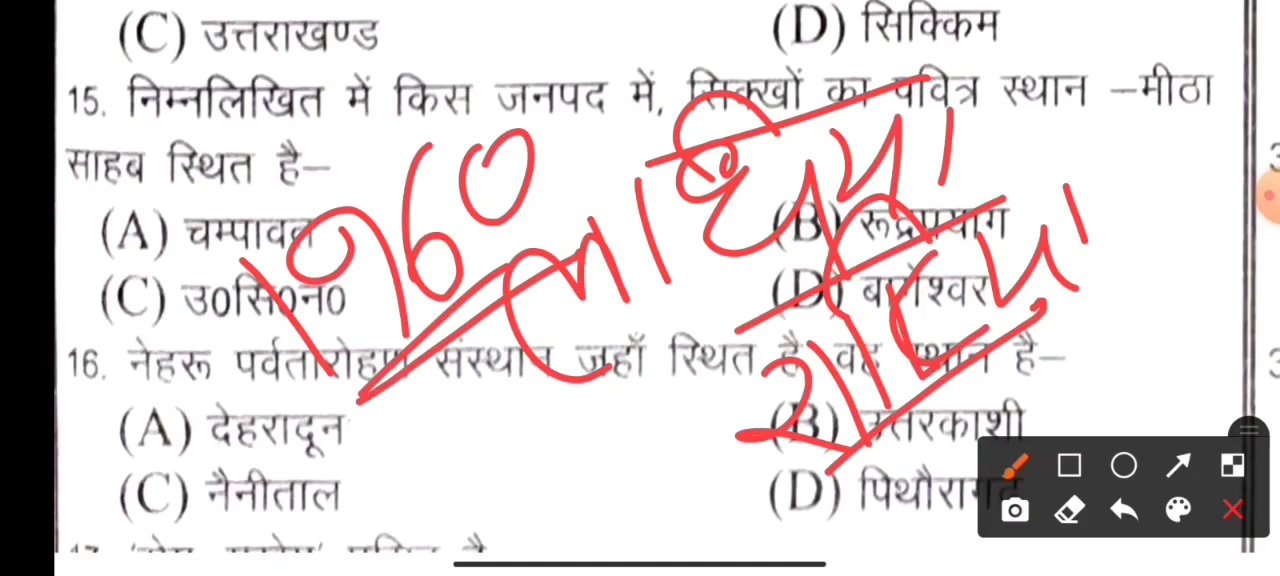 (C) उत्तराखण्ड (D) सिक्किम
15. निम्नलिखित में किस जनपद में, सिक्खों का पवित्र स्थान –मीठा
साहब स्थित है–
(A) चम्पावत (B) रूद्रप्रयाग
(C) उ0सि0न0 (D) बागेश्वर
16. नेहरू पर्वतारोहण संस्थान जहाँ स्थित है, वह स्थान है–
(A) देहरादून (B) उत्तरकाशी
(C) नैनीताल (D) पिथौरागढ़
1960